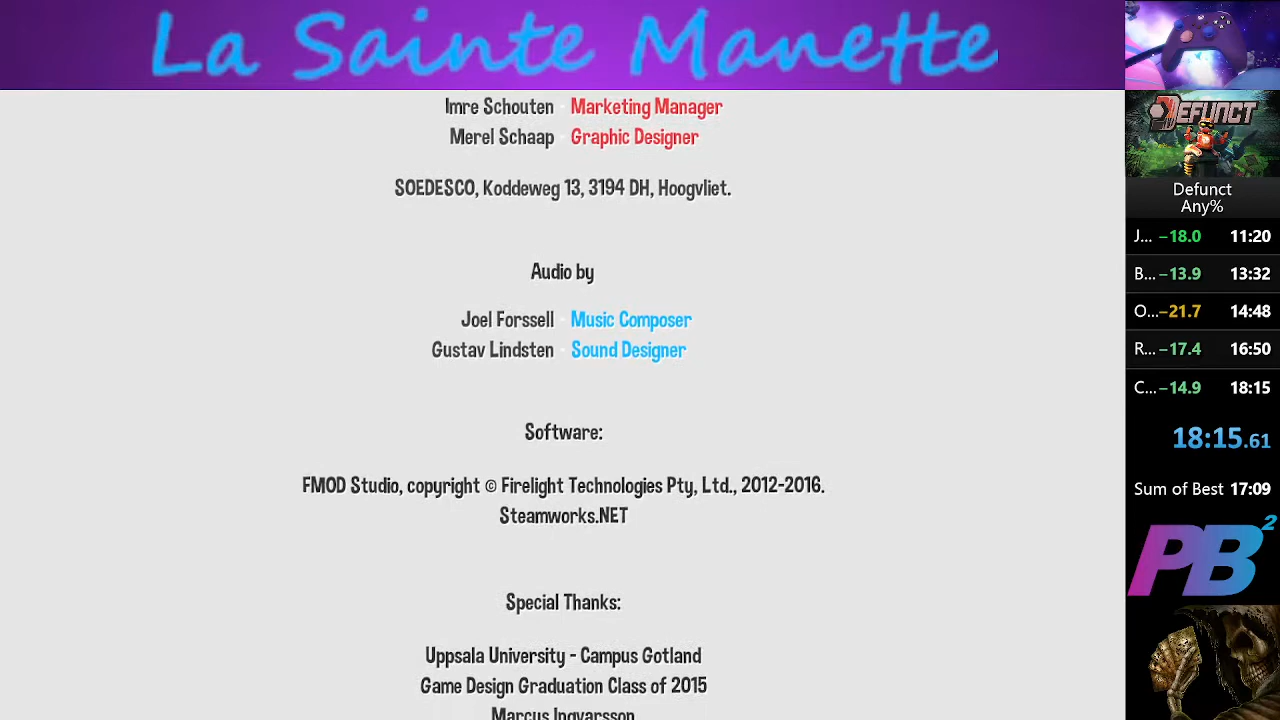 La Sainte Manette
Imre Schouten - Marketing Manager
Merel Schaap - Graphic Designer
SOEDESCO, Koddeweg 13, 3194 DH, Hoogvliet.
Audio by
Joel Forssell - Music Composer
Gustav Lindsten - Sound Designer
Software:
FMOD Studio, copyright © Firelight Technologies Pty, Ltd., 2012-2016.
Steamworks.NET
Special Thanks:
Uppsala University - Campus Gotland
Game Design Graduation Class of 2015
Marcus Ingvarsson
DEFUNCT
Defunct
Any%
J... -18.0 11:20
B... -13.9 13:32
O... -21.7 14:48
R... -17.4 16:50
C... -14.9 18:15
18:15.61
Sum of Best 17:09
PB²